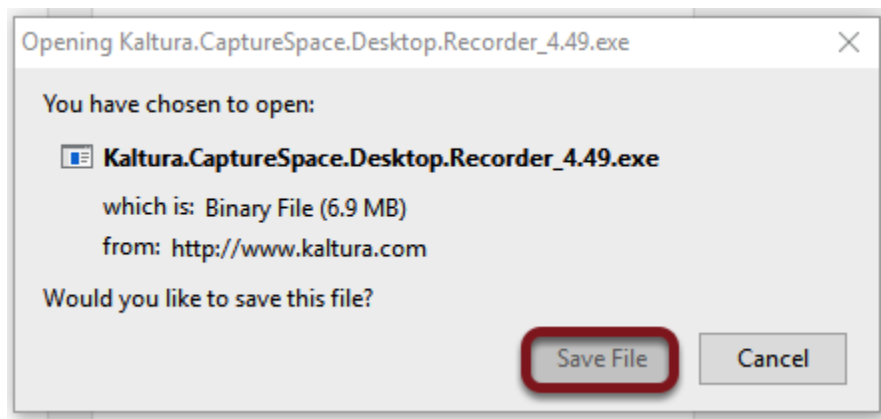 Opening Kaltura.CaptureSpace.Desktop.Recorder_4.49.exe
You have chosen to open:
Kaltura.CaptureSpace.Desktop.Recorder_4.49.exe
which is: Binary File (6.9 MB)
from: http://www.kaltura.com
Would you like to save this file?
Save File Cancel